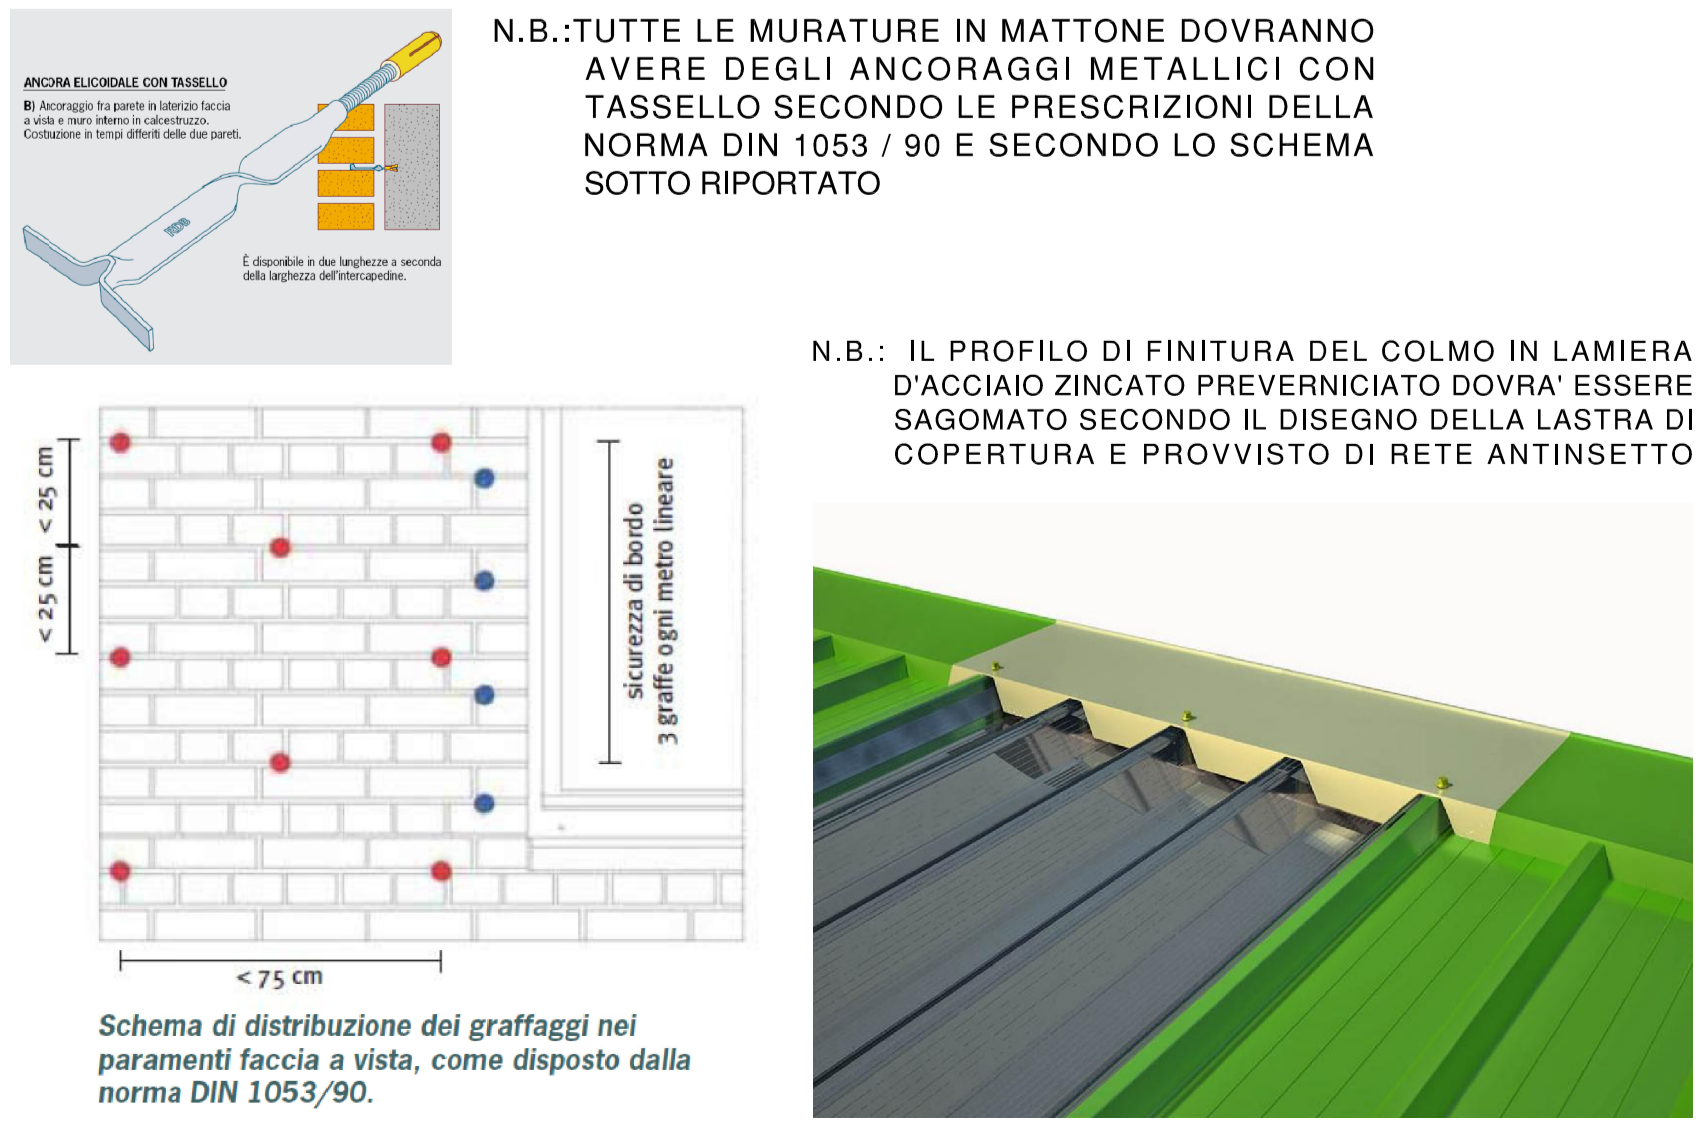 ANCORA ELICOIDALE CON TASSELLO
B) Ancoraggio fra parete in laterizio faccia
a vista e muro interno in calcestruzzo.
Costuzione in tempi differiti delle due pareti.
RDB
È disponibile in due lunghezze a seconda
della larghezza dell'intercapedine.
N.B.:TUTTE LE MURATURE IN MATTONE DOVRANNO
AVERE DEGLI ANCORAGGI METALLICI CON
TASSELLO SECONDO LE PRESCRIZIONI DELLA
NORMA DIN 1053 / 90 E SECONDO LO SCHEMA
SOTTO RIPORTATO
N.B.: IL PROFILO DI FINITURA DEL COLMO IN LAMIERA
D'ACCIAIO ZINCATO PREVERNICIATO DOVRA' ESSERE
SAGOMATO SECONDO IL DISEGNO DELLA LASTRA DI
COPERTURA E PROVVISTO DI RETE ANTINSETTO
< 25 cm
< 25 cm
sicurezza di bordo
3 graffe ogni metro lineare
< 75 cm
Schema di distribuzione dei graffaggi nei
paramenti faccia a vista, come disposto dalla
norma DIN 1053/90.